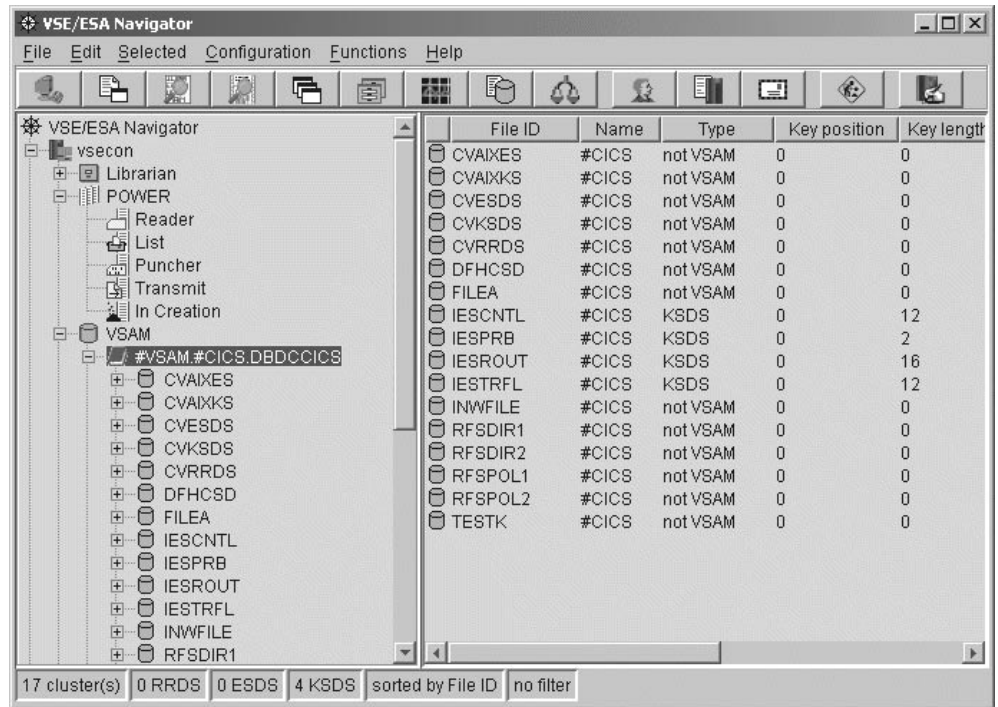 VSE/ESA Navigator
File Edit Selected Configuration Functions Help
VSE/ESA Navigator
vsecon
Librarian
POWER
Reader
List
Puncher
Transmit
In Creation
VSAM
#VSAM.#CICS.DBDCCICS
CVAIXES
CVAIXKS
CVESDS
CVKSDS
CVRRDS
DFHCSD
FILEA
IESCNTL
IESPRB
IESROUT
IESTRFL
INWFILE
RFSDIR1
File ID Name Type Key position Key length
CVAIXES #CICS not VSAM 0 0
CVAIXKS #CICS not VSAM 0 0
CVESDS #CICS not VSAM 0 0
CVKSDS #CICS not VSAM 0 0
CVRRDS #CICS not VSAM 0 0
DFHCSD #CICS not VSAM 0 0
FILEA #CICS not VSAM 0 0
IESCNTL #CICS KSDS 0 12
IESPRB #CICS KSDS 0 2
IESROUT #CICS KSDS 0 16
IESTRFL #CICS KSDS 0 12
INWFILE #CICS not VSAM 0 0
RFSDIR1 #CICS not VSAM 0 0
RFSDIR2 #CICS not VSAM 0 0
RFSPOL1 #CICS not VSAM 0 0
RFSPOL2 #CICS not VSAM 0 0
TESTK #CICS not VSAM 0 0
17 cluster(s) 0 RRDS 0 ESDS 4 KSDS sorted by File ID no filter